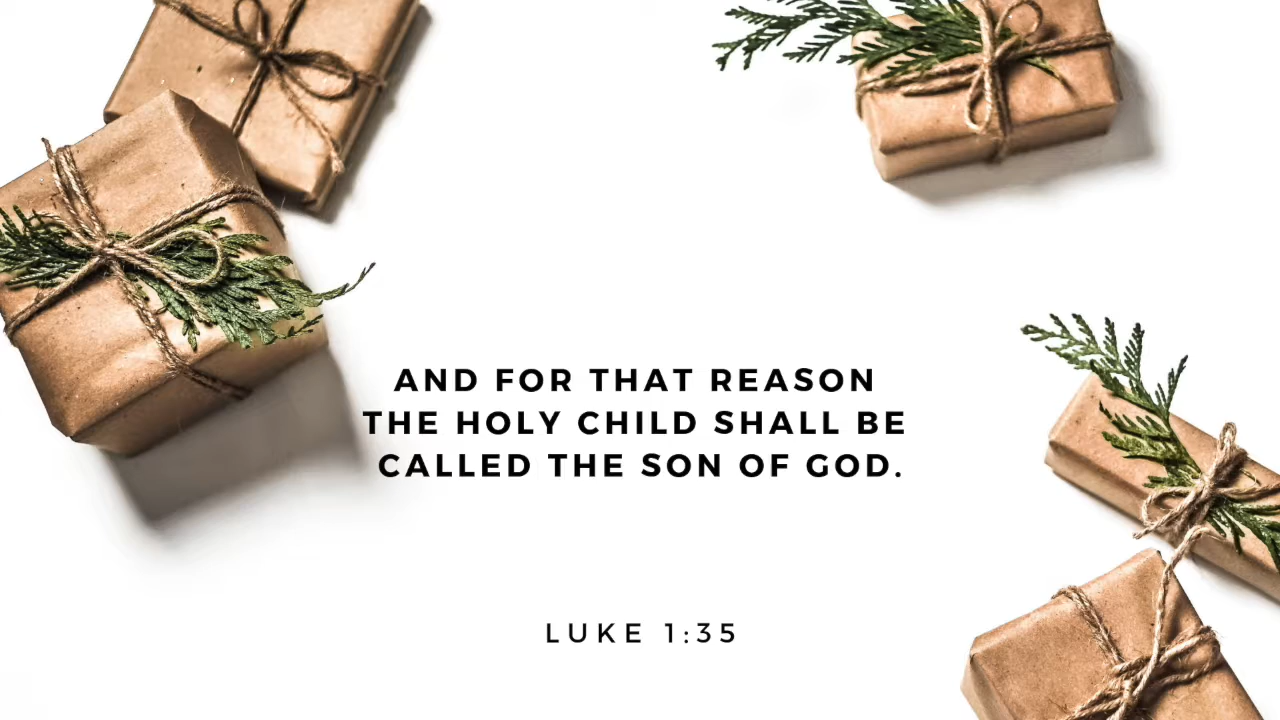 AND FOR THAT REASON
THE HOLY CHILD SHALL BE
CALLED THE SON OF GOD.
LUKE 1:35